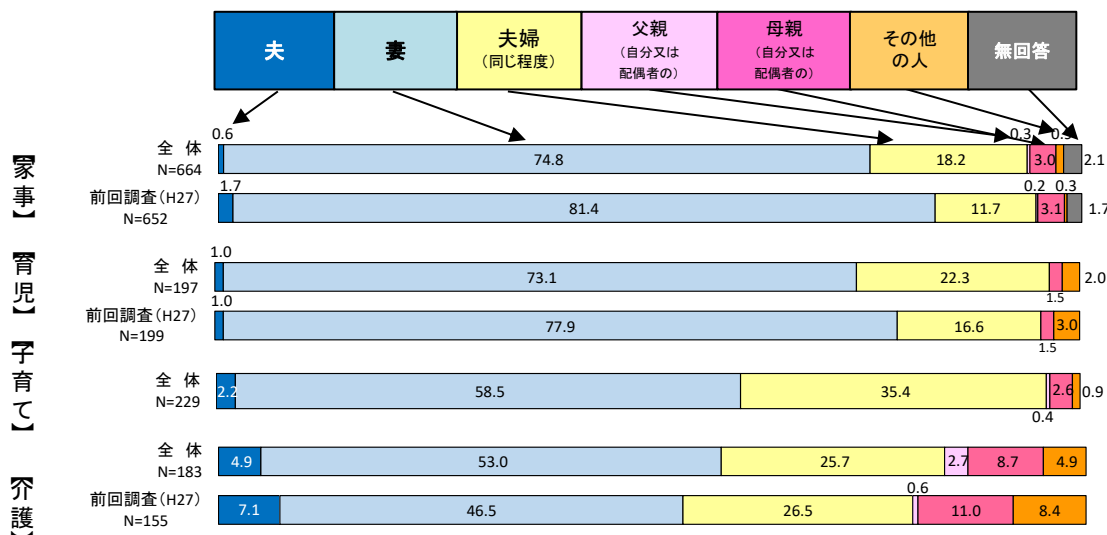 夫
妻
夫婦
(同じ程度)
父親
(自分又は
配偶者の)
母親
(自分又は
配偶者の)
その他
の人
無回答
【家事】
全 体
N=664
0.6
74.8
18.2
0.3
3.0
2.1
前回調査(H27)
N=652
1.7
81.4
11.7
0.2
3.1
0.3
1.7
【育児】
全 体
N=197
1.0
73.1
22.3
1.5
2.0
前回調査(H27)
N=199
1.0
77.9
16.6
1.5
3.0
【子育て】
全 体
N=229
2.2
58.5
35.4
0.4
2.6
0.9
【介護】
全 体
N=183
4.9
53.0
25.7
2.7
8.7
4.9
前回調査(H27)
N=155
7.1
46.5
26.5
0.6
11.0
8.4